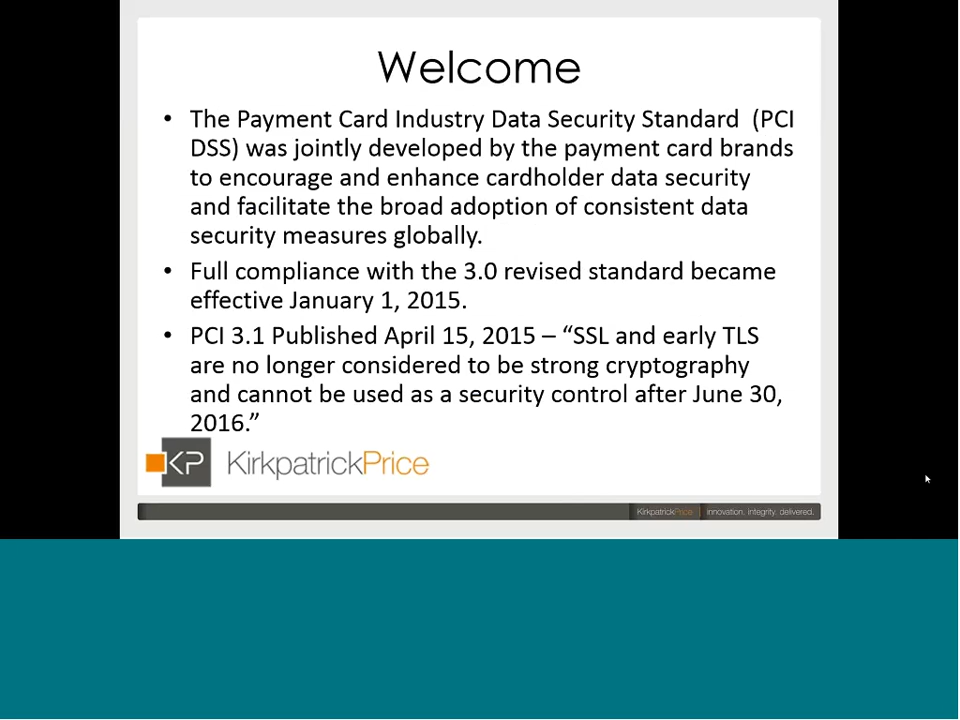 Welcome
• The Payment Card Industry Data Security Standard  (PCI
DSS) was jointly developed by the payment card brands
to encourage and enhance cardholder data security
and facilitate the broad adoption of consistent data
security measures globally.
• Full compliance with the 3.0 revised standard became
effective January 1, 2015.
• PCI 3.1 Published April 15, 2015 – “SSL and early TLS
are no longer considered to be strong cryptography
and cannot be used as a security control after June 30,
2016.”
KP KirkpatrickPrice
KirkpatrickPrice | innovation. integrity. delivered.